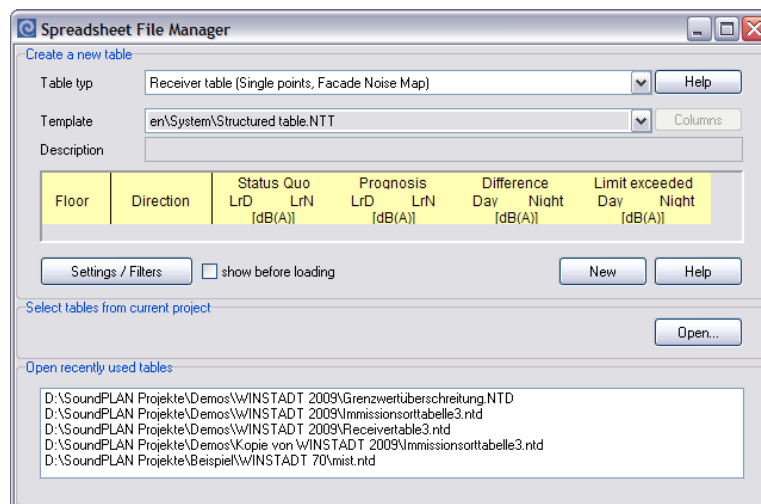 Spreadsheet File Manager
Create a new table
Table typ
Receiver table (Single points, Facade Noise Map)
Help
Template
en\System\Structured table.NTT
Columns
Description
Floor Direction Status Quo Prognosis Difference Limit exceeded
LrD LrN LrD LrN Day Night Day Night
[dB(A)] [dB(A)] [dB(A)]
Settings / Filters
show before loading
New
Help
Select tables from current project
Open...
Open recently used tables
D:\SoundPLAN Projekte\Demos\WINSTADT 2009\Grenzwertüberschreitung.NTD
D:\SoundPLAN Projekte\Demos\WINSTADT 2009\Immissionsorttabelle3.ntd
D:\SoundPLAN Projekte\Demos\WINSTADT 2009\Receivertable3.ntd
D:\SoundPLAN Projekte\Demos\Kopie von WINSTADT 2009\Immissionsorttabelle3.ntd
D:\SoundPLAN Projekte\Beispiel\WINSTADT 70\mist.ntd